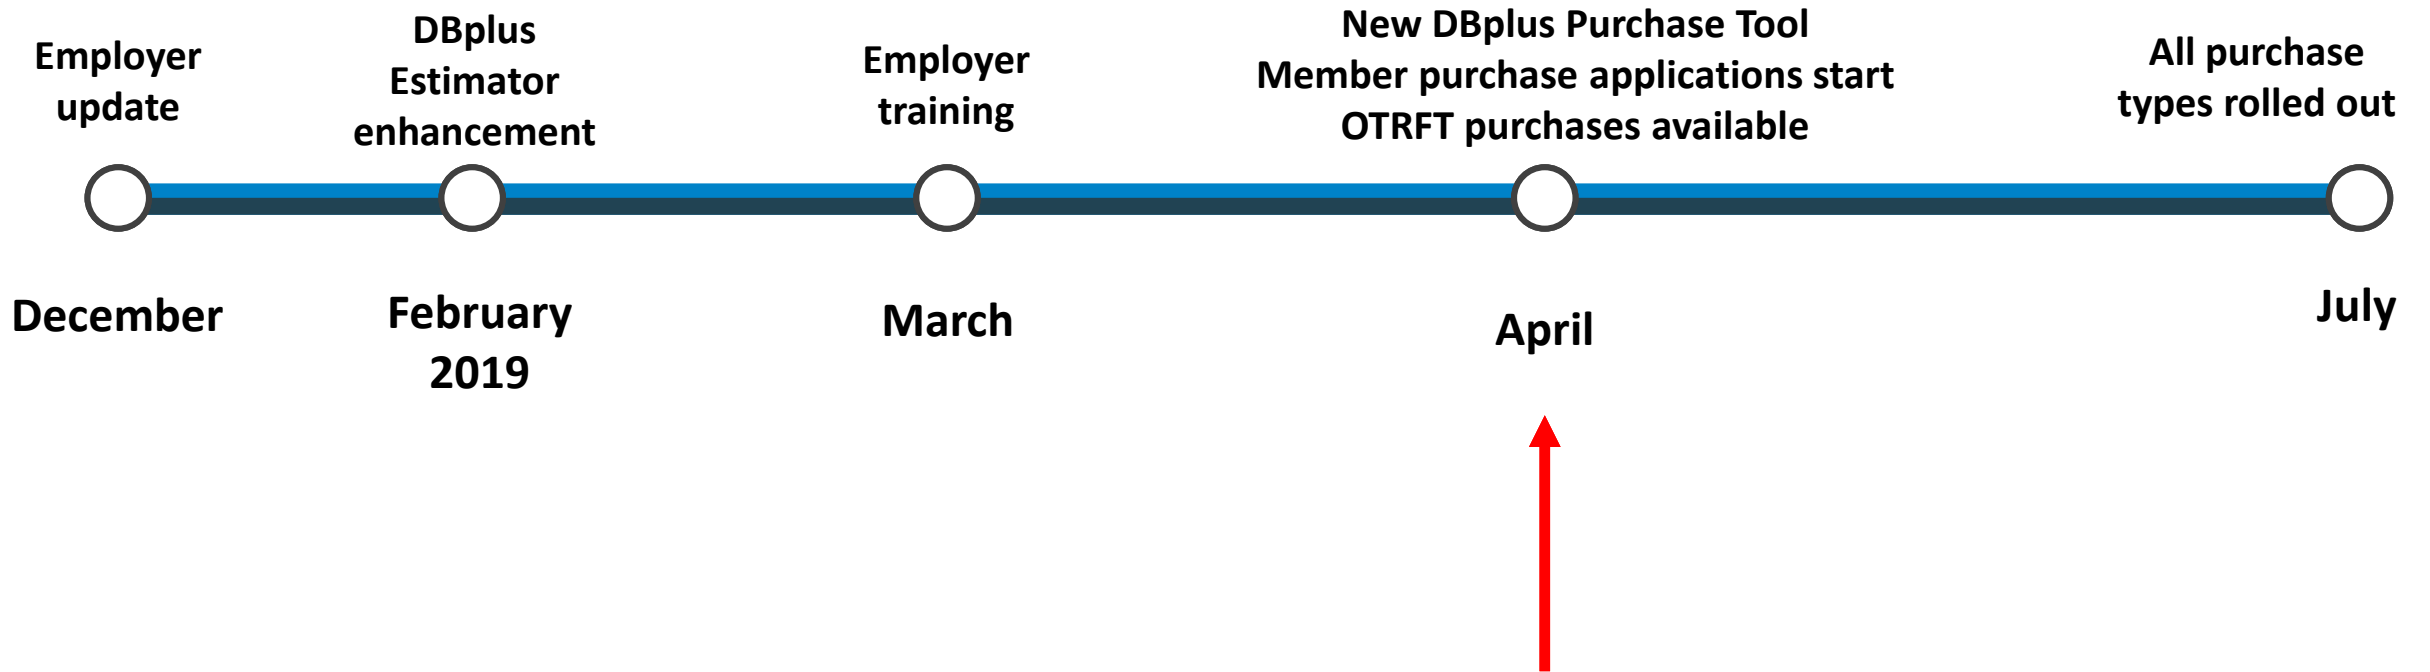 Employer
update
DBplus
Estimator
enhancement
Employer
training
New DBplus Purchase Tool
Member purchase applications start
OTRFT purchases available
All purchase
types rolled out
December
February
2019
March
April
July